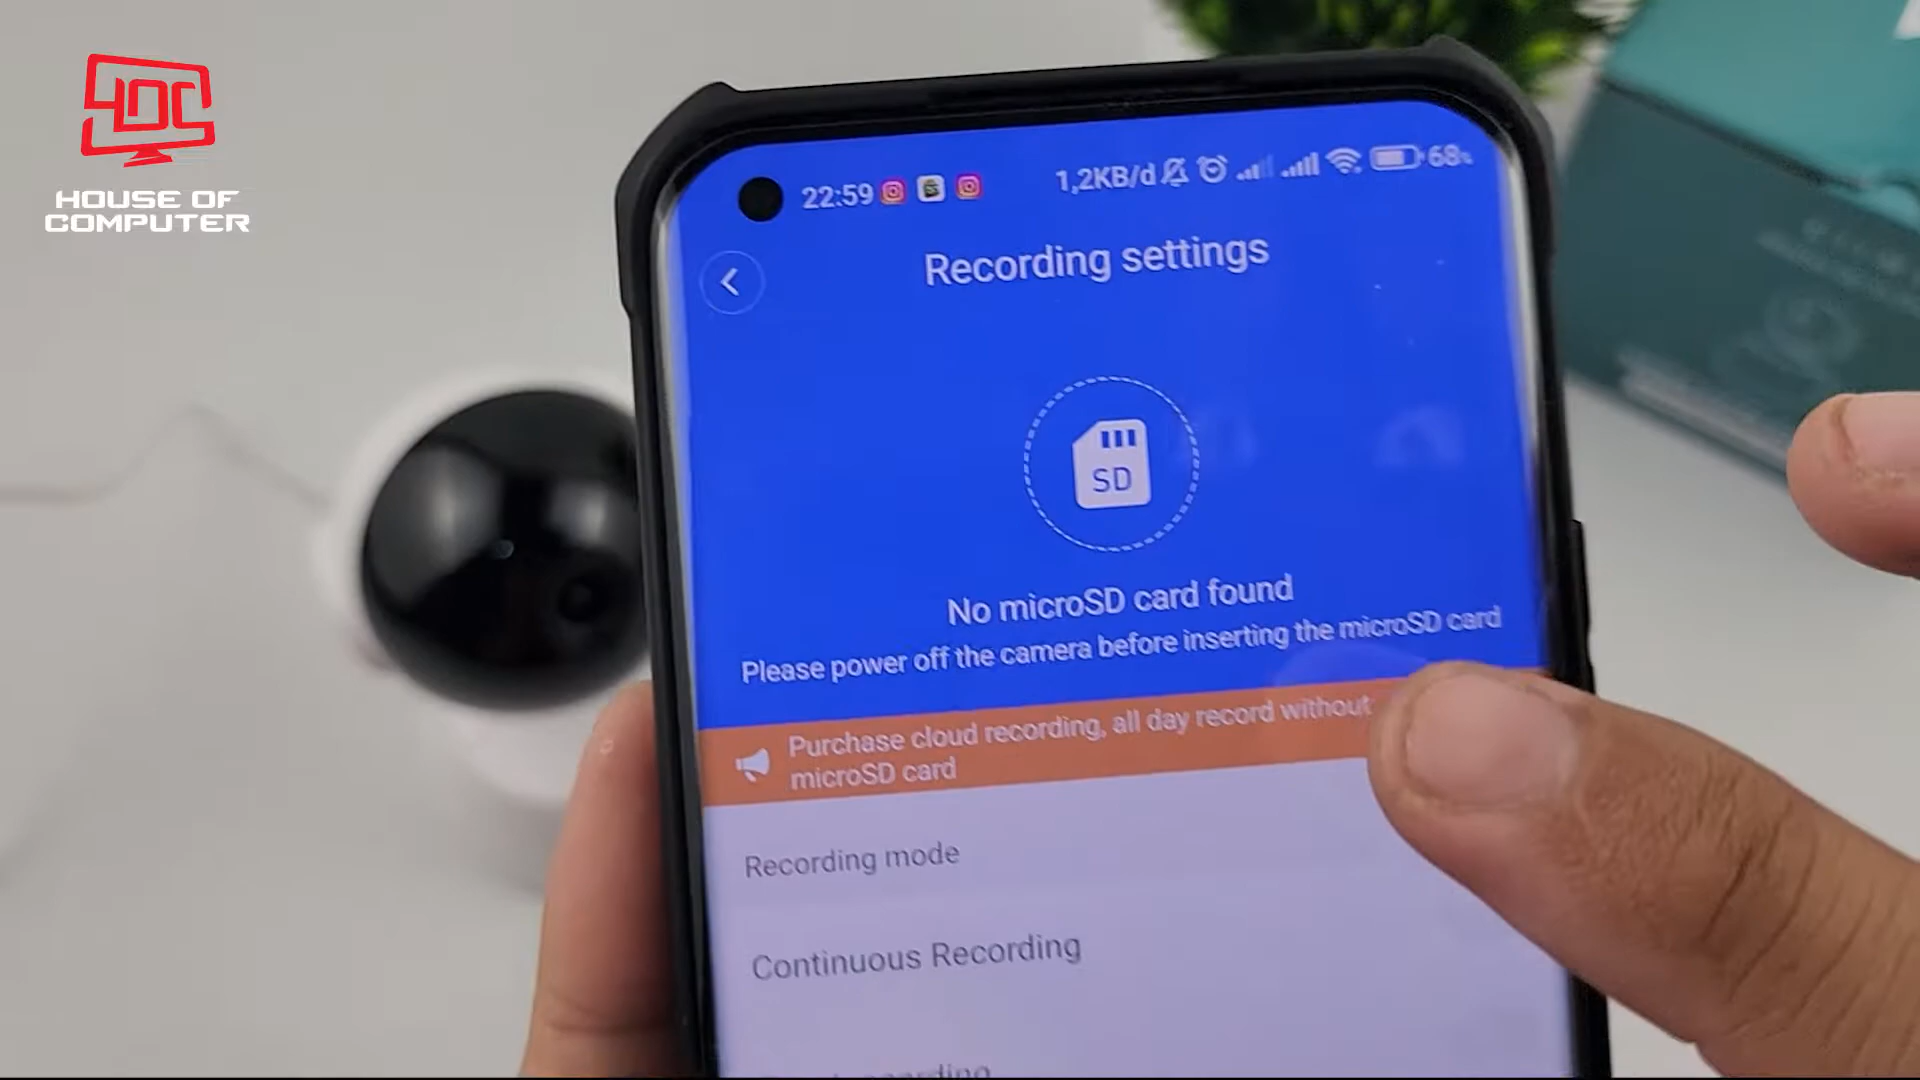 HOUSE OF
COMPUTER
22:59
1,2KB/d
68
Recording settings
SD
No microSD card found
Please power off the camera before inserting the microSD card
Purchase cloud recording, all day record without
microSD card
Recording mode
Continuous Recording